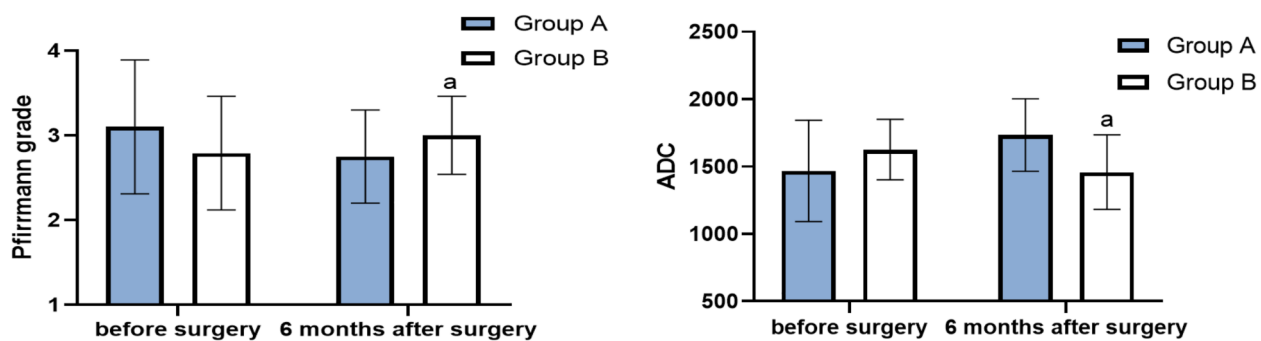 Group A
Group B
Pfirrmann grade
4
3
2
1
a
before surgery
6 months after surgery
Group A
Group B
ADC
2500
2000
1500
1000
500
a
before surgery
6 months after surgery